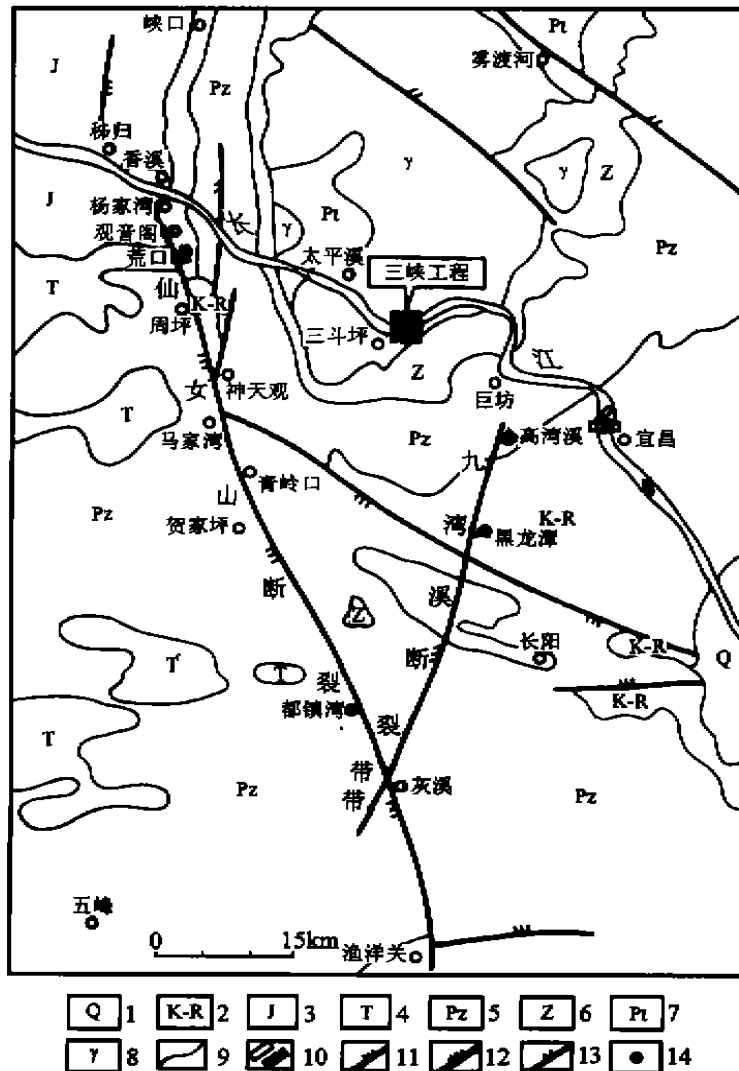 峡口
Pt
雾渡河
J
Pz
秭归
γ
γ
Z
香溪
J
杨家湾
长
Pt
γ
Pz
观音阁
太平溪
荒口
三峡工程
T
仙
K-R
周坪
三斗坪
江
Z
女
神天观
巨坊
T
马家湾
Pz
九
高湾溪
宜昌
山
青岭口
Pz
贺家坪
湾
K-R
黑龙潭
断
溪
Z
断
长阳
K-R
Q
T
T
裂
K-R
都镇湾
裂
T
带
Pz
带
灰溪
Pz
五峰
0 15km
渔洋关
Q 1 K-R 2 J 3 T 4 Pz 5 Z 6 Pt 7
γ 8 9 10 11 12 13 14